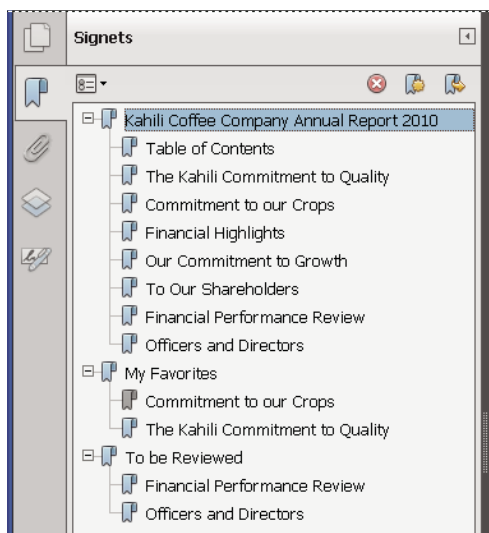 Signets
Kahili Coffee Company Annual Report 2010
Table of Contents
The Kahili Commitment to Quality
Commitment to our Crops
Financial Highlights
Our Commitment to Growth
To Our Shareholders
Financial Performance Review
Officers and Directors
My Favorites
Commitment to our Crops
The Kahili Commitment to Quality
To be Reviewed
Financial Performance Review
Officers and Directors